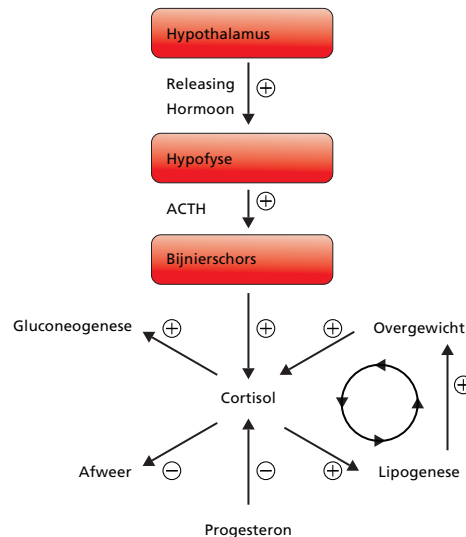 Hypothalamus
Releasing
Hormoon
+
Hypofyse
ACTH
+
Bijnierschors
Gluconeogenese
+
+
+
Overgewicht
Cortisol
+
Afweer
−
−
+
Lipogenese
Progesteron